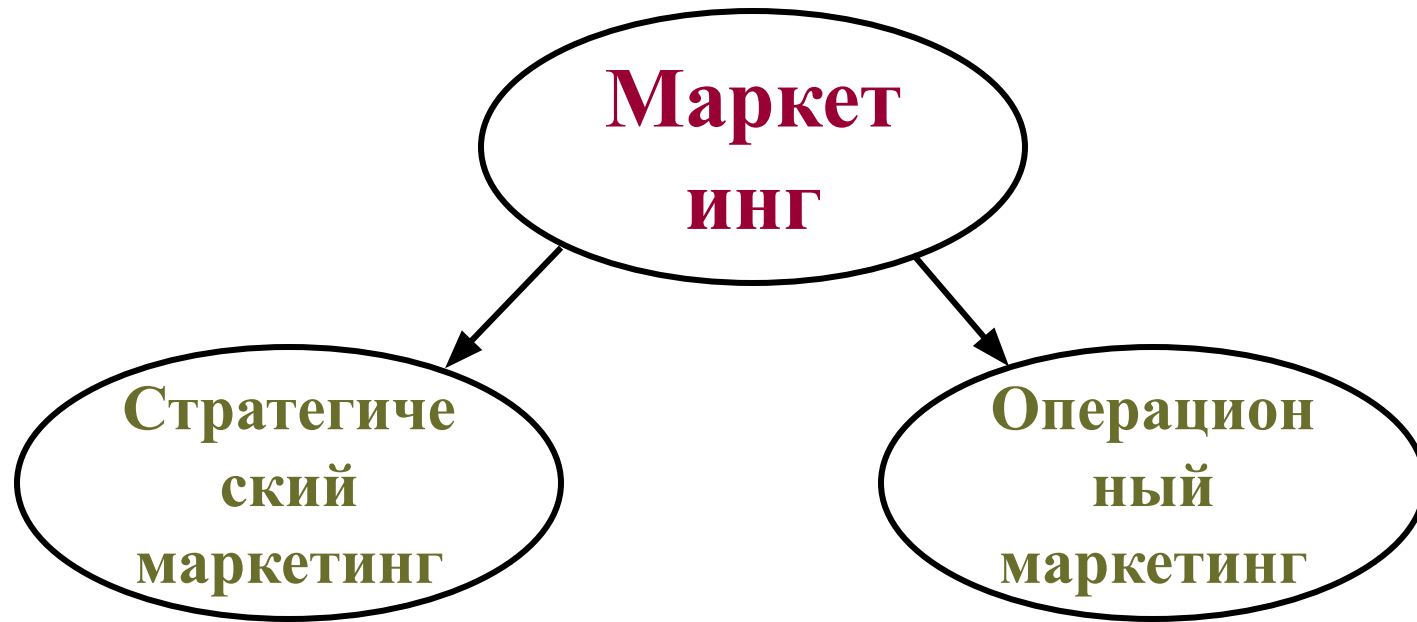 Маркет
инг
Стратегиче
ский
маркетинг
Операцион
ный
маркетинг